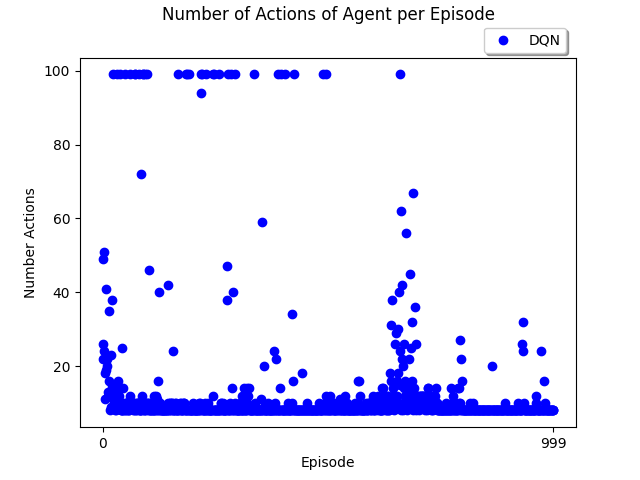 Number of Actions of Agent per Episode
DQN
100
80
60
40
20
Number Actions
0
999
Episode